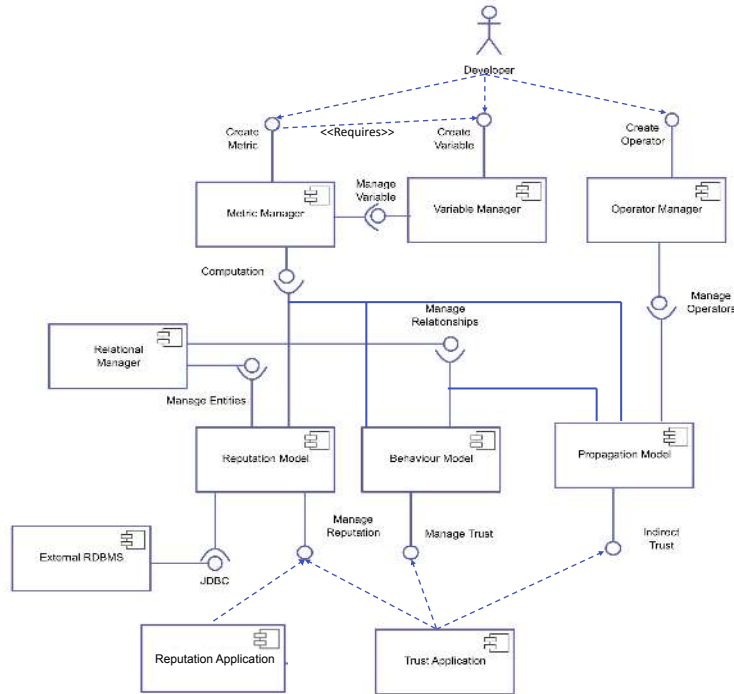 Developer
Create
Metric
<<Requires>>
Create
Variable
Create
Operator
Metric Manager
Manage
Variable
Variable Manager
Operator Manager
Computation
Manage
Relationships
Manage
Operators
Relational
Manager
Manage Entities
Reputation Model
Behaviour Model
Propagation Model
Manage
Reputation
Manage Trust
Indirect
Trust
External RDBMS
JDBC
Reputation Application
Trust Application